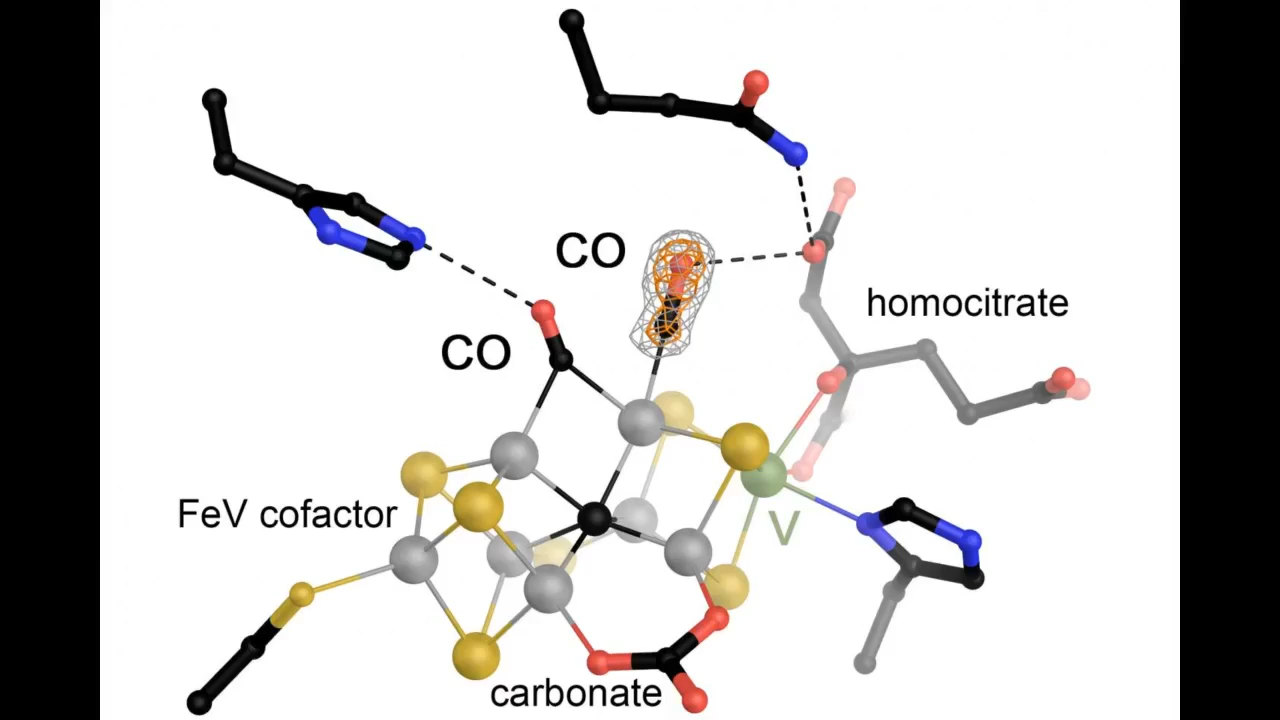 CO
homocitrate
CO
FeV cofactor
V
carbonate